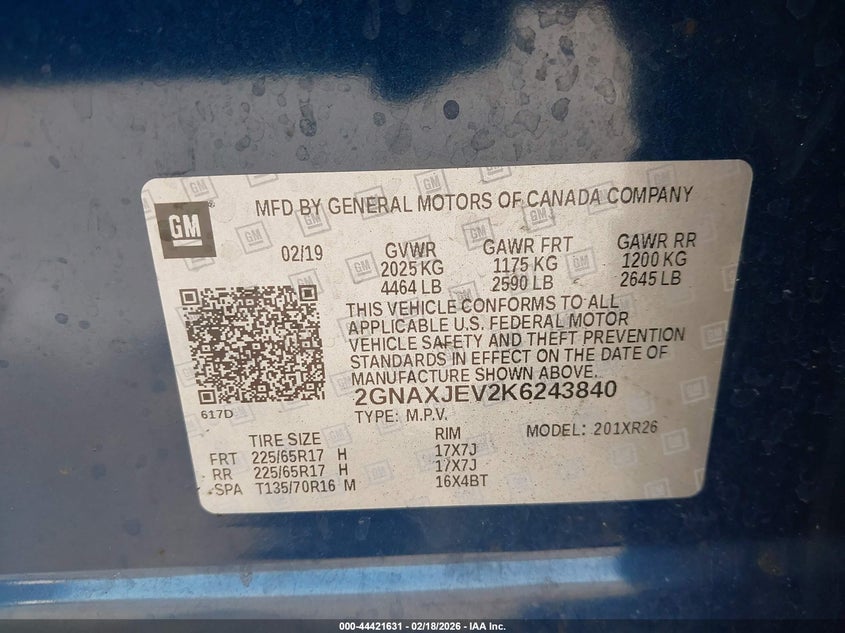 GM
MFD BY GENERAL MOTORS OF CANADA COMPANY
02/19 GVWR GAWR FRT GAWR RR
2025 KG 1175 KG 1200 KG
4464 LB 2590 LB 2645 LB
THIS VEHICLE CONFORMS TO ALL
APPLICABLE U.S. FEDERAL MOTOR
VEHICLE SAFETY AND THEFT PREVENTION
STANDARDS IN EFFECT ON THE DATE OF
MANUFACTURE SHOWN ABOVE.
2GNAXJEV2K6243840
617D
TYPE: M.P.V.
TIRE SIZE RIM MODEL: 201XR26
FRT 225/65R17 H 17X7J
RR 225/65R17 H 17X7J
SPA T135/70R16 M 16X4BT
000-44421631 - 02/18/2026 - IAA Inc.